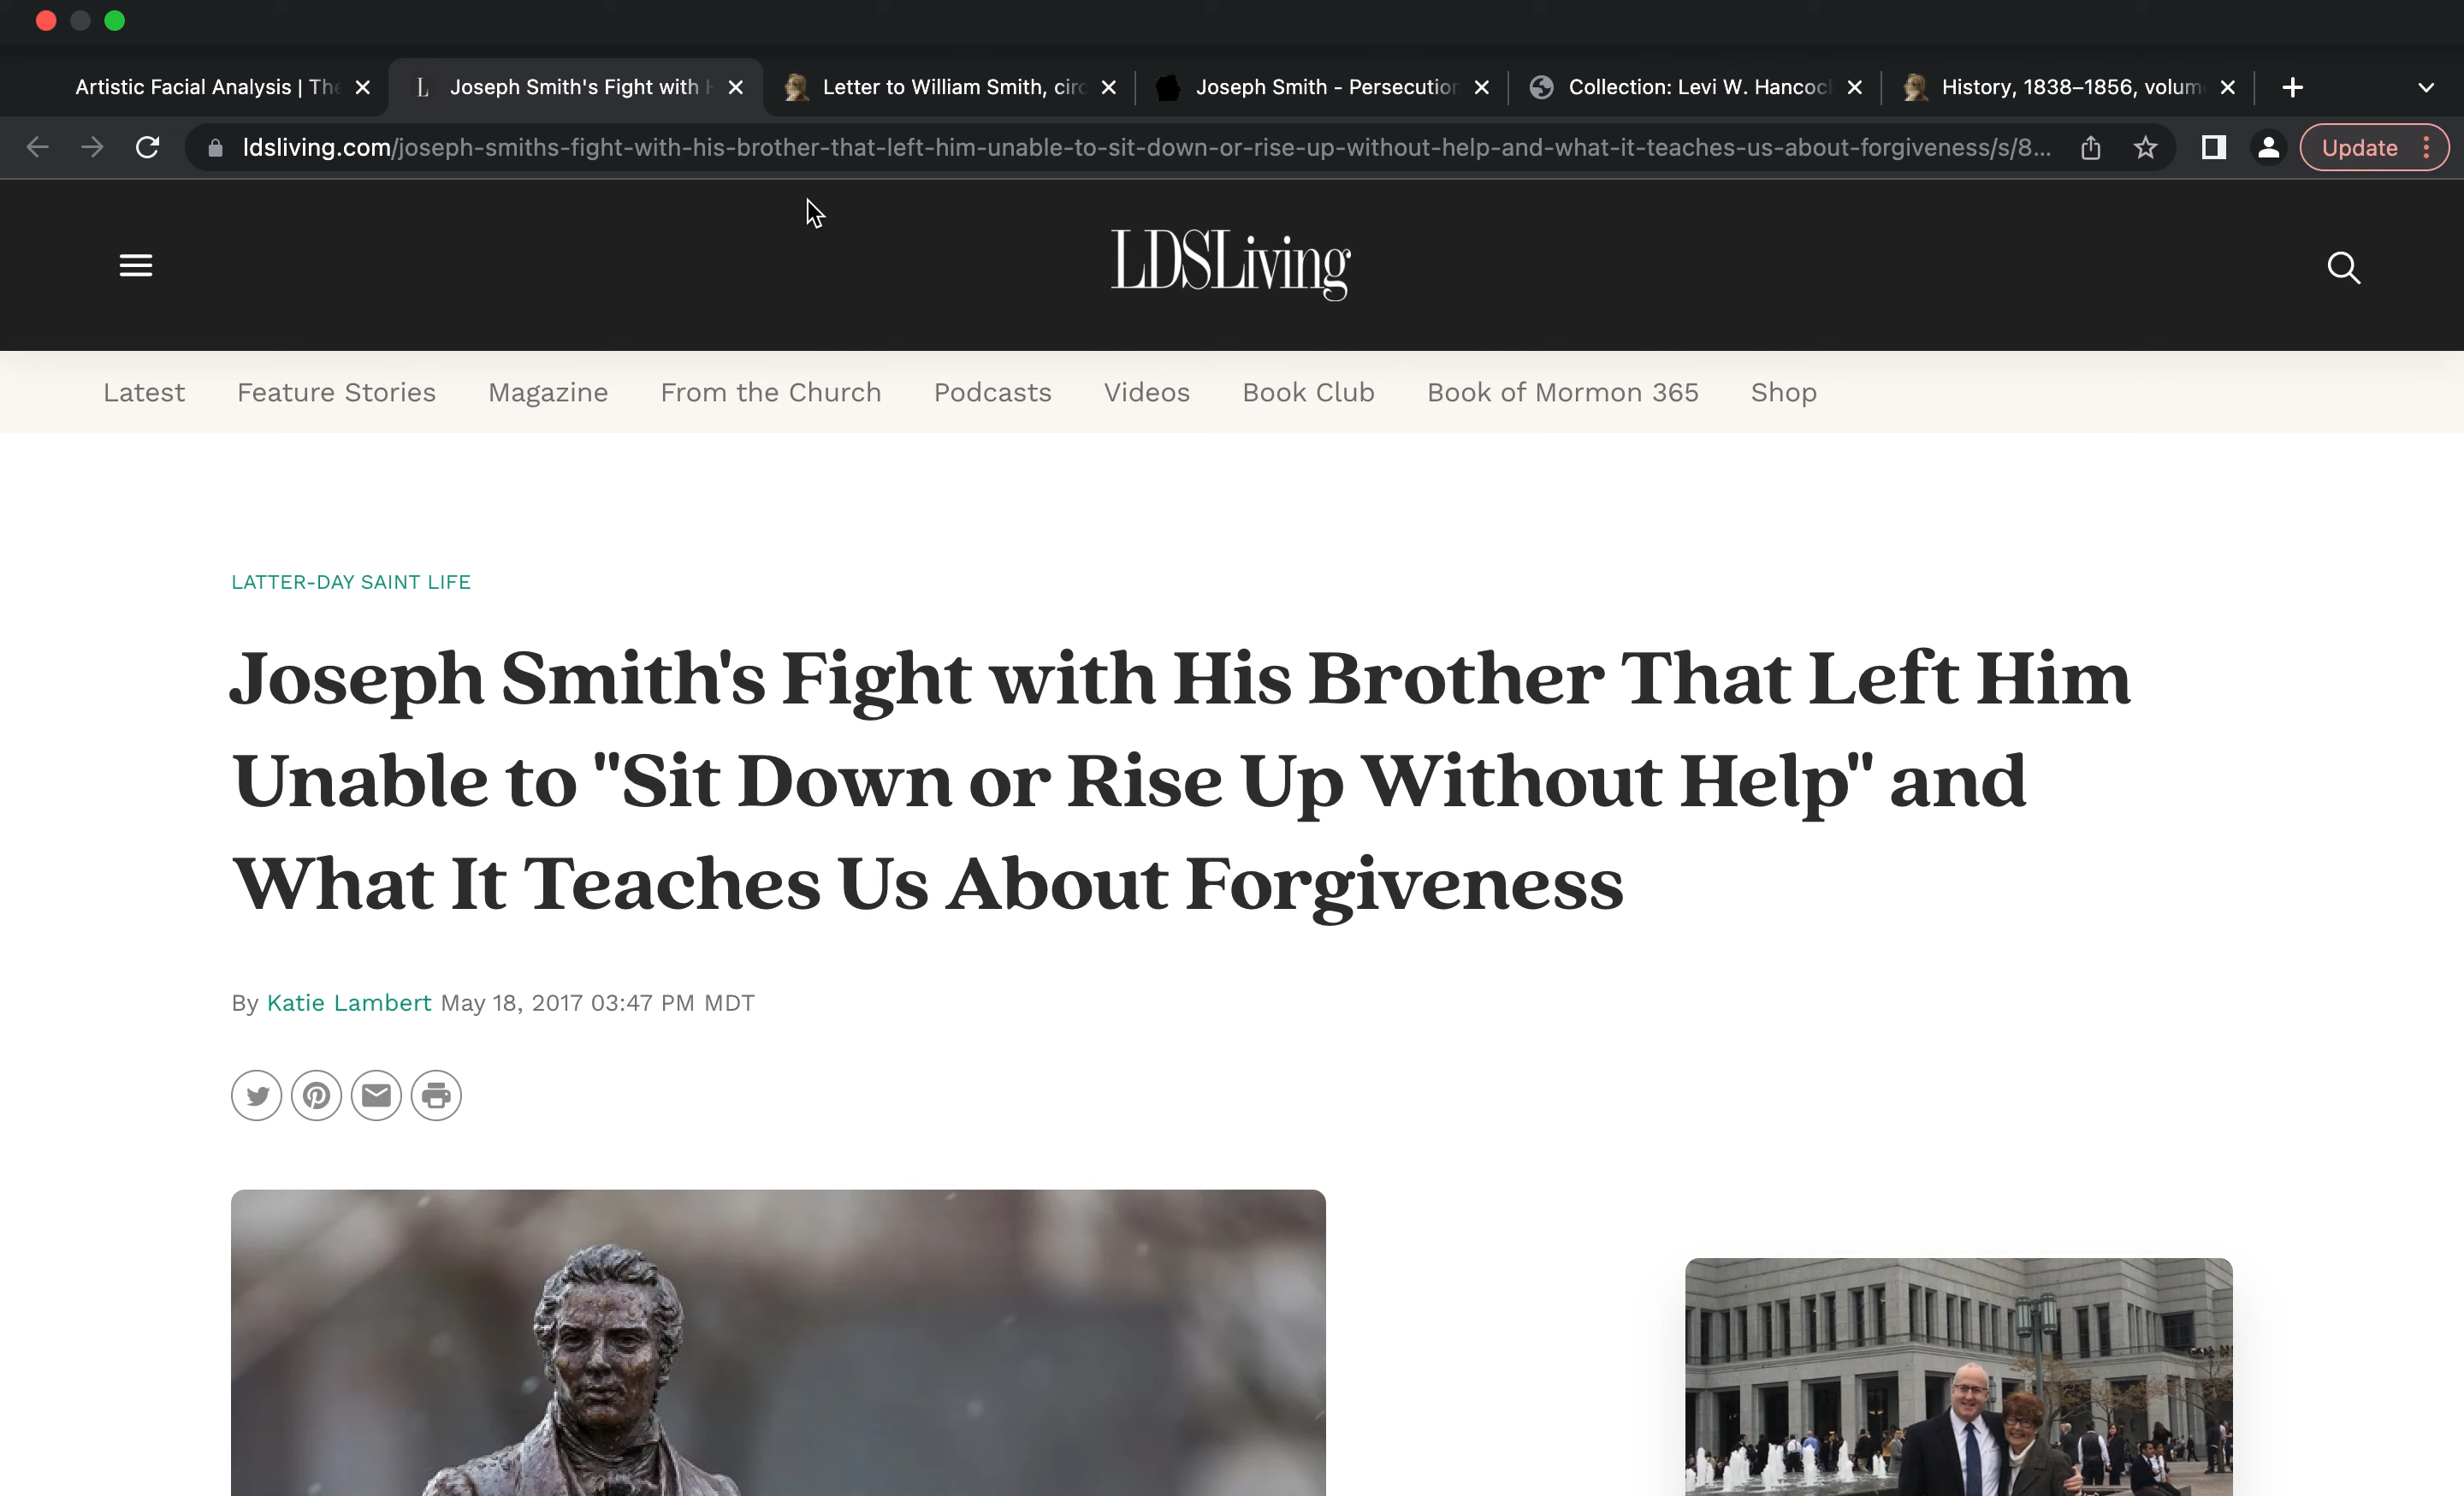 Artistic Facial Analysis | The
Joseph Smith's Fight with H
Letter to William Smith, circ
Joseph Smith - Persecution
Collection: Levi W. Hancock
History, 1838–1856, volum
ldsliving.com/joseph-smiths-fight-with-his-brother-that-left-him-unable-to-sit-down-or-rise-up-without-help-and-what-it-teaches-us-about-forgiveness/s/8...
Update
LDSLiving
Latest Feature Stories Magazine From the Church Podcasts Videos Book Club Book of Mormon 365 Shop
LATTER-DAY SAINT LIFE
Joseph Smith's Fight with His Brother That Left Him
Unable to "Sit Down or Rise Up Without Help" and
What It Teaches Us About Forgiveness
By Katie Lambert May 18, 2017 03:47 PM MDT